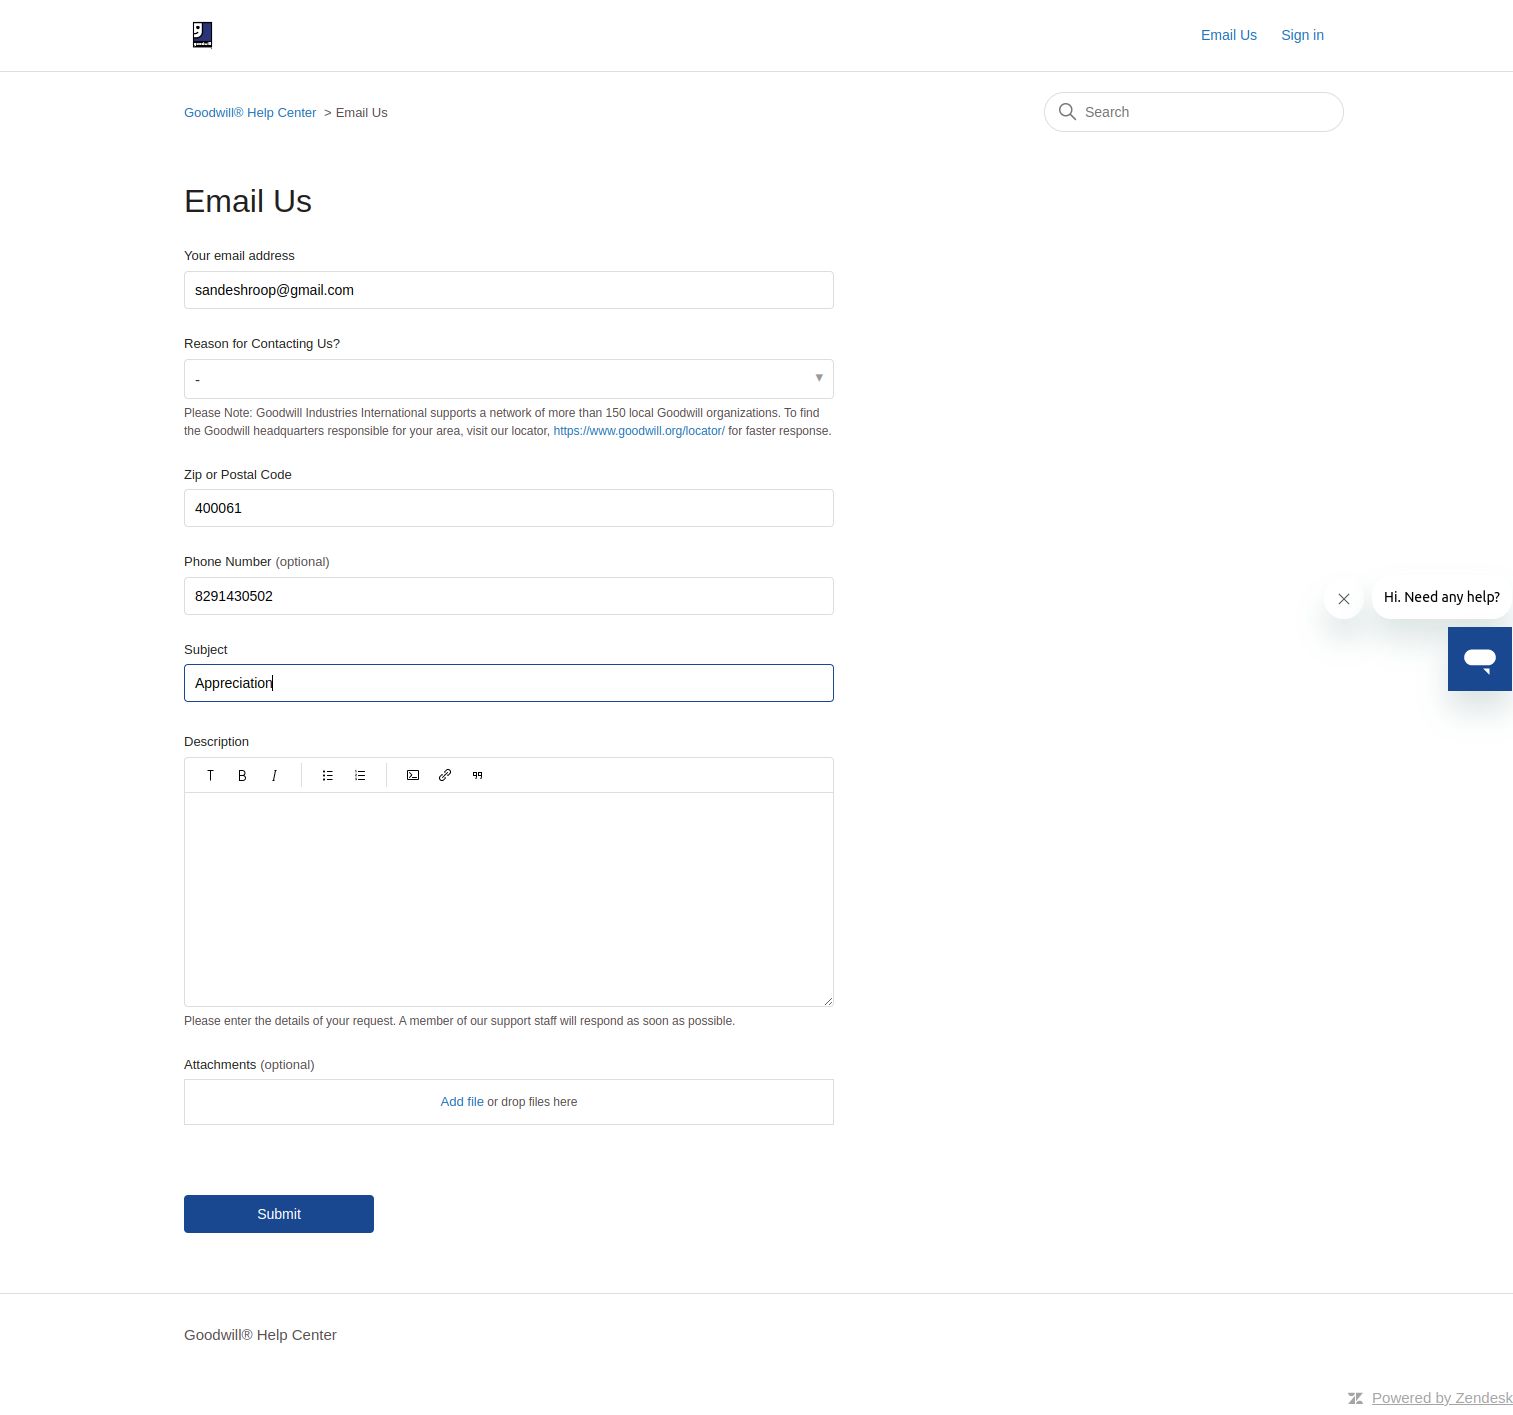 Email Us
Sign in
Goodwill® Help Center > Email Us
Search
Email Us
Your email address
sandeshroop@gmail.com
Reason for Contacting Us?
-
Please Note: Goodwill Industries International supports a network of more than 150 local Goodwill organizations. To find
the Goodwill headquarters responsible for your area, visit our locator, https://www.goodwill.org/locator/ for faster response.
Zip or Postal Code
400061
Phone Number (optional)
8291430502
Hi. Need any help?
Subject
Appreciation
Description
Please enter the details of your request. A member of our support staff will respond as soon as possible.
Attachments (optional)
Add file or drop files here
Submit
Goodwill® Help Center
Powered by Zendesk